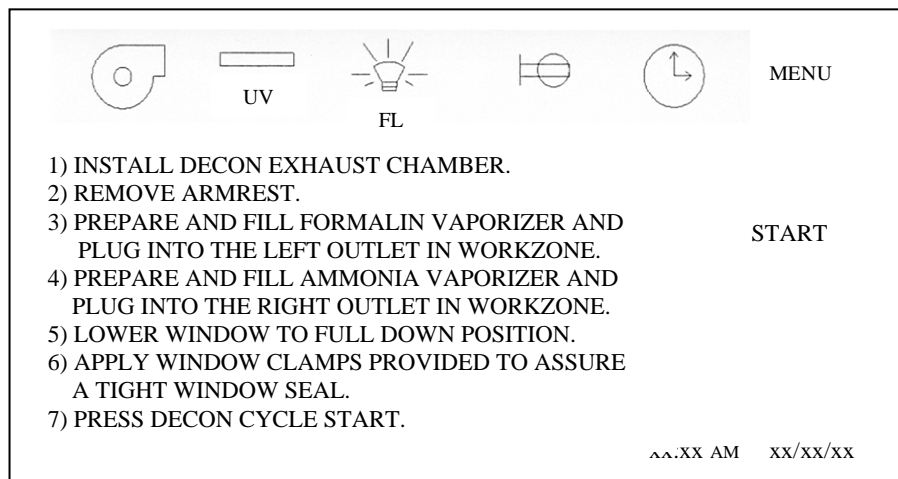 UV
FL
MENU
1) INSTALL DECON EXHAUST CHAMBER.
2) REMOVE ARMREST.
3) PREPARE AND FILL FORMALIN VAPORIZER AND
PLUG INTO THE LEFT OUTLET IN WORKZONE.
START
4) PREPARE AND FILL AMMONIA VAPORIZER AND
PLUG INTO THE RIGHT OUTLET IN WORKZONE.
5) LOWER WINDOW TO FULL DOWN POSITION.
6) APPLY WINDOW CLAMPS PROVIDED TO ASSURE
A TIGHT WINDOW SEAL.
7) PRESS DECON CYCLE START.
xx:xx AM xx/xx/xx